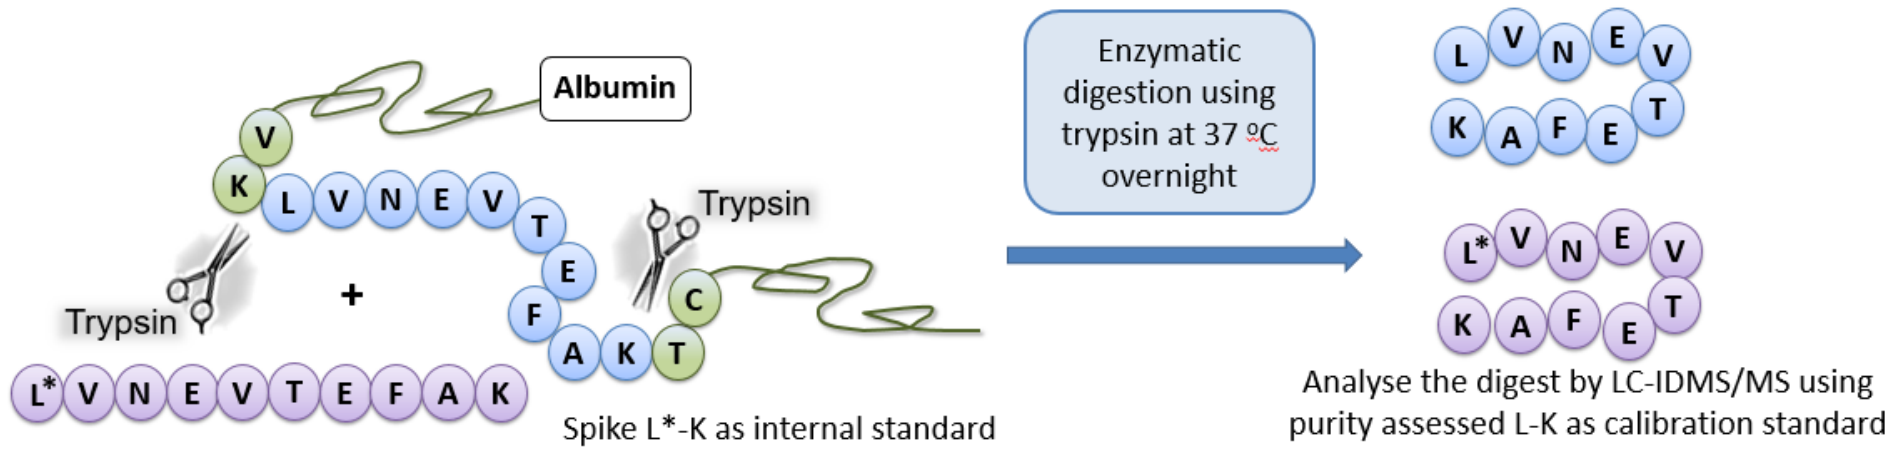 Albumin
V
K L V N E V T E F A K T C
Trypsin
Trypsin
+
L* V N E V T E F A K
Spike L*-K as internal standard
Enzymatic
digestion using
trypsin at 37 ºC
overnight
L V N E V T
K A F E
L* V N E V T
K A F E
Analyse the digest by LC-IDMS/MS using
purity assessed L-K as calibration standard